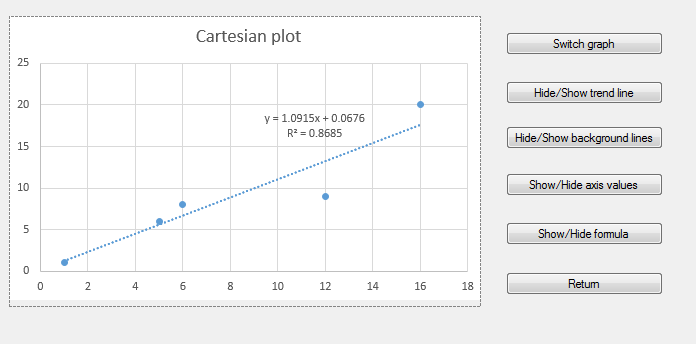 Cartesian plot
25
20
15
10
5
0
y = 1.0915x + 0.0676
R² = 0.8685
0 2 4 6 8 10 12 14 16 18
Switch graph
Hide/Show trend line
Hide/Show background lines
Show/Hide axis values
Show/Hide formula
Return